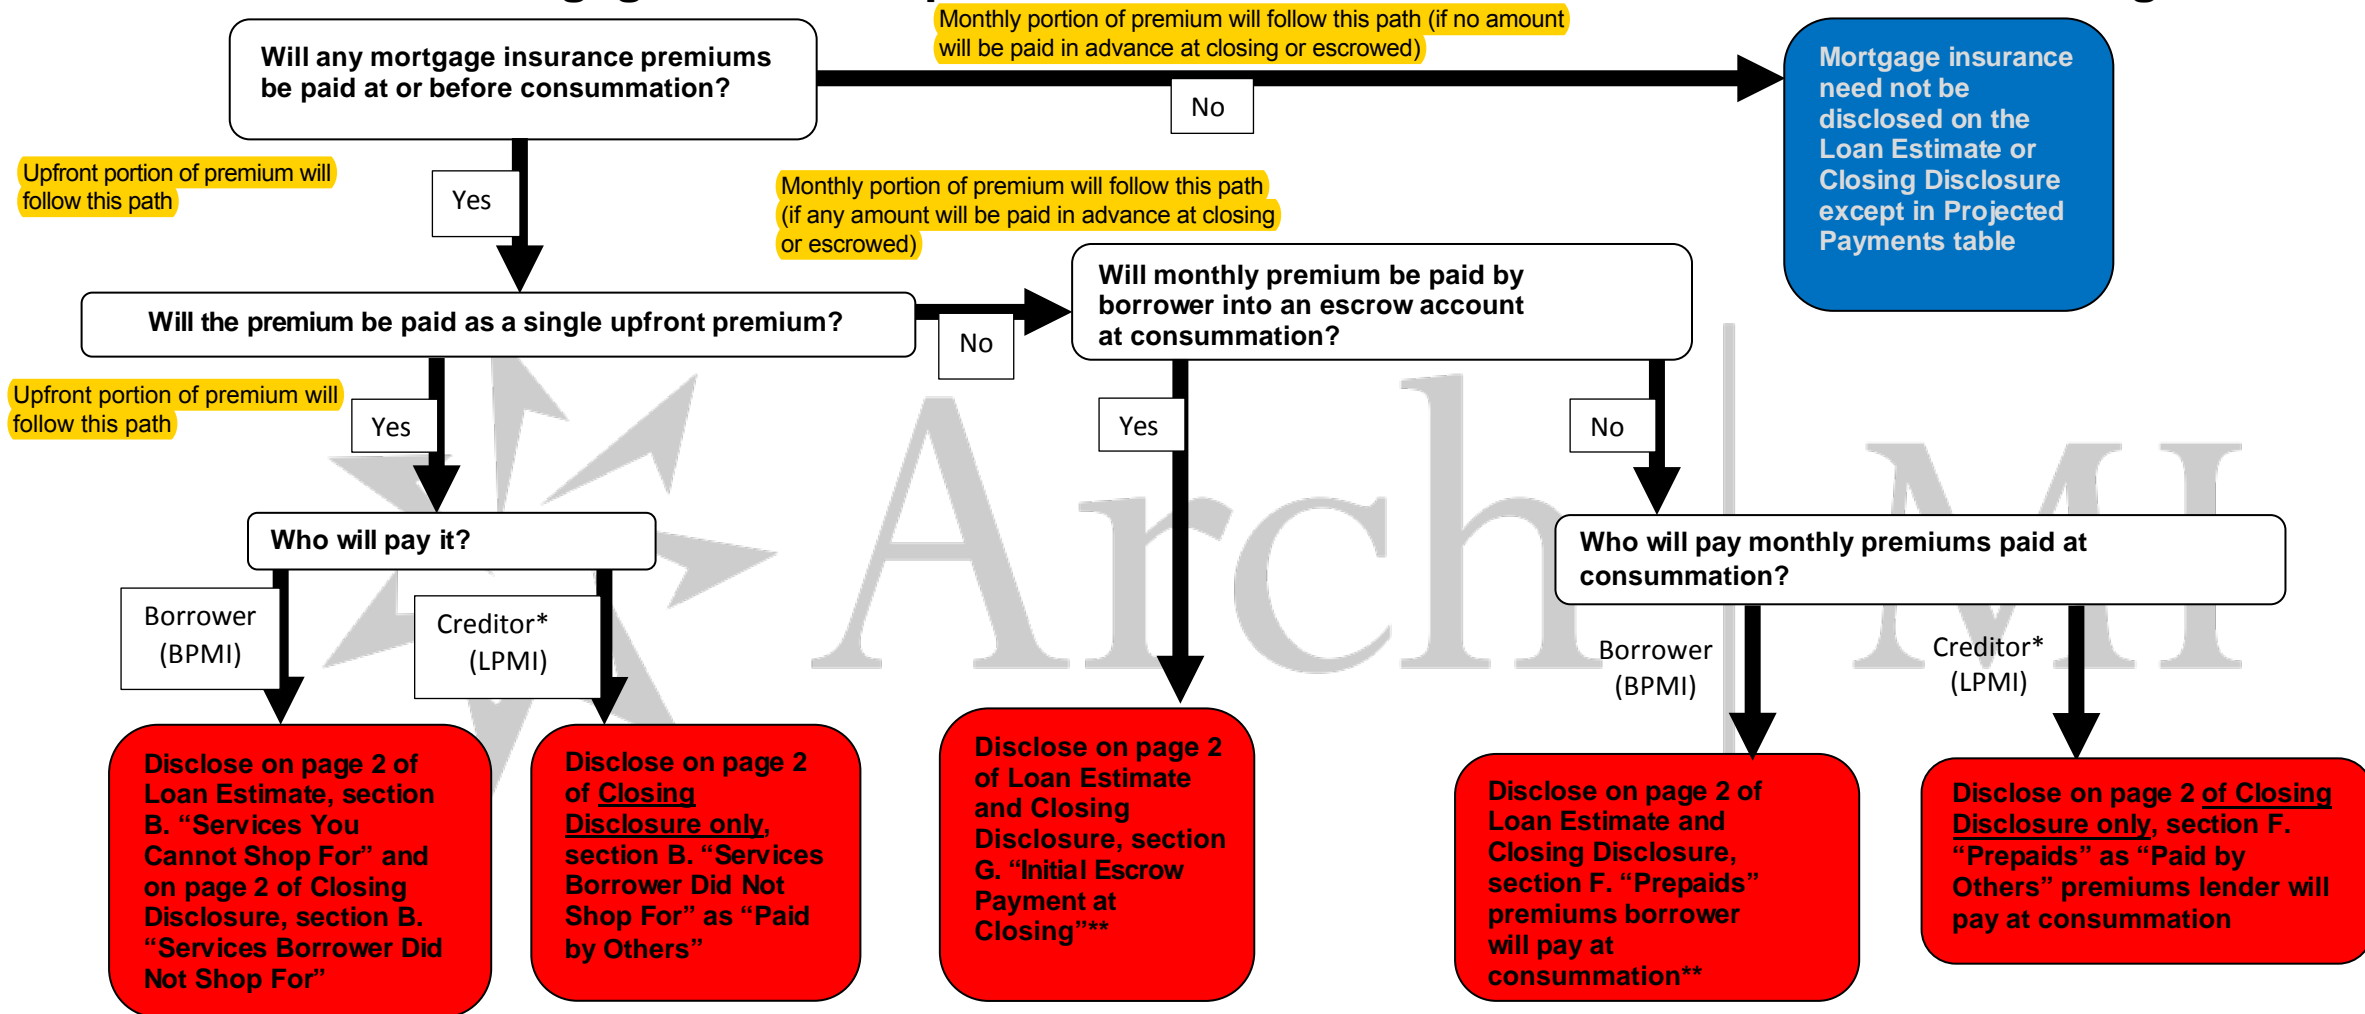 Monthly portion of premium will follow this path (if no amount
will be paid in advance at closing or escrowed)
Will any mortgage insurance premiums
be paid at or before consummation?
No
Mortgage insurance
need not be
disclosed on the
Loan Estimate or
Closing Disclosure
except in Projected
Payments table
Upfront portion of premium will
follow this path
Yes
Monthly portion of premium will follow this path
(if any amount will be paid in advance at closing
or escrowed)
Will the premium be paid as a single upfront premium?
No
Will monthly premium be paid by
borrower into an escrow account
at consummation?
Upfront portion of premium will
follow this path
Yes
Yes
No
Arch MI
Who will pay it?
Who will pay monthly premiums paid at
consummation?
Borrower
(BPMI)
Creditor*
(LPMI)
Borrower
(BPMI)
Creditor*
(LPMI)
Disclose on page 2 of
Loan Estimate, section
B. “Services You
Cannot Shop For” and
on page 2 of Closing
Disclosure, section B.
“Services Borrower Did
Not Shop For”
Disclose on page 2
of Closing
Disclosure only,
section B. “Services
Borrower Did Not
Shop For” as “Paid
by Others”
Disclose on page 2
of Loan Estimate
and Closing
Disclosure, section
G. “Initial Escrow
Payment at
Closing”**
Disclose on page 2 of
Loan Estimate and
Closing Disclosure,
section F. “Prepaids”
premiums borrower
will pay at
consummation**
Disclose on page 2 of Closing
Disclosure only, section F.
“Prepaids” as “Paid by
Others” premiums lender will
pay at consummation